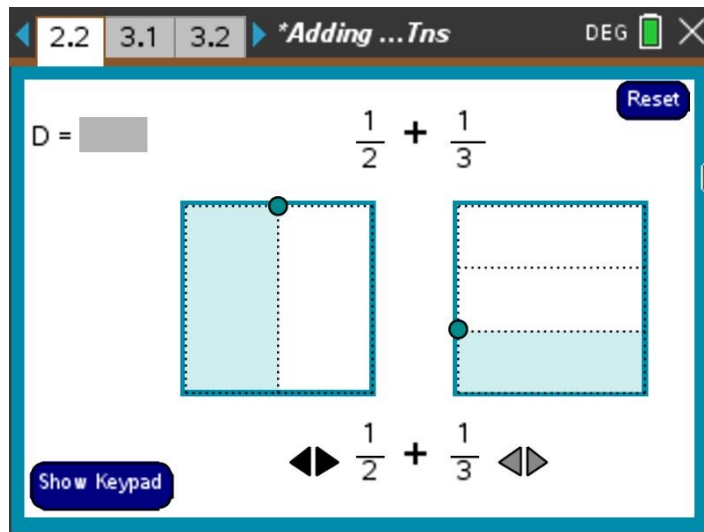 2.2 3.1 3.2 *Adding ...Tns DEG
Reset
D =
1/2 + 1/3
1/2 + 1/3
Show Keypad